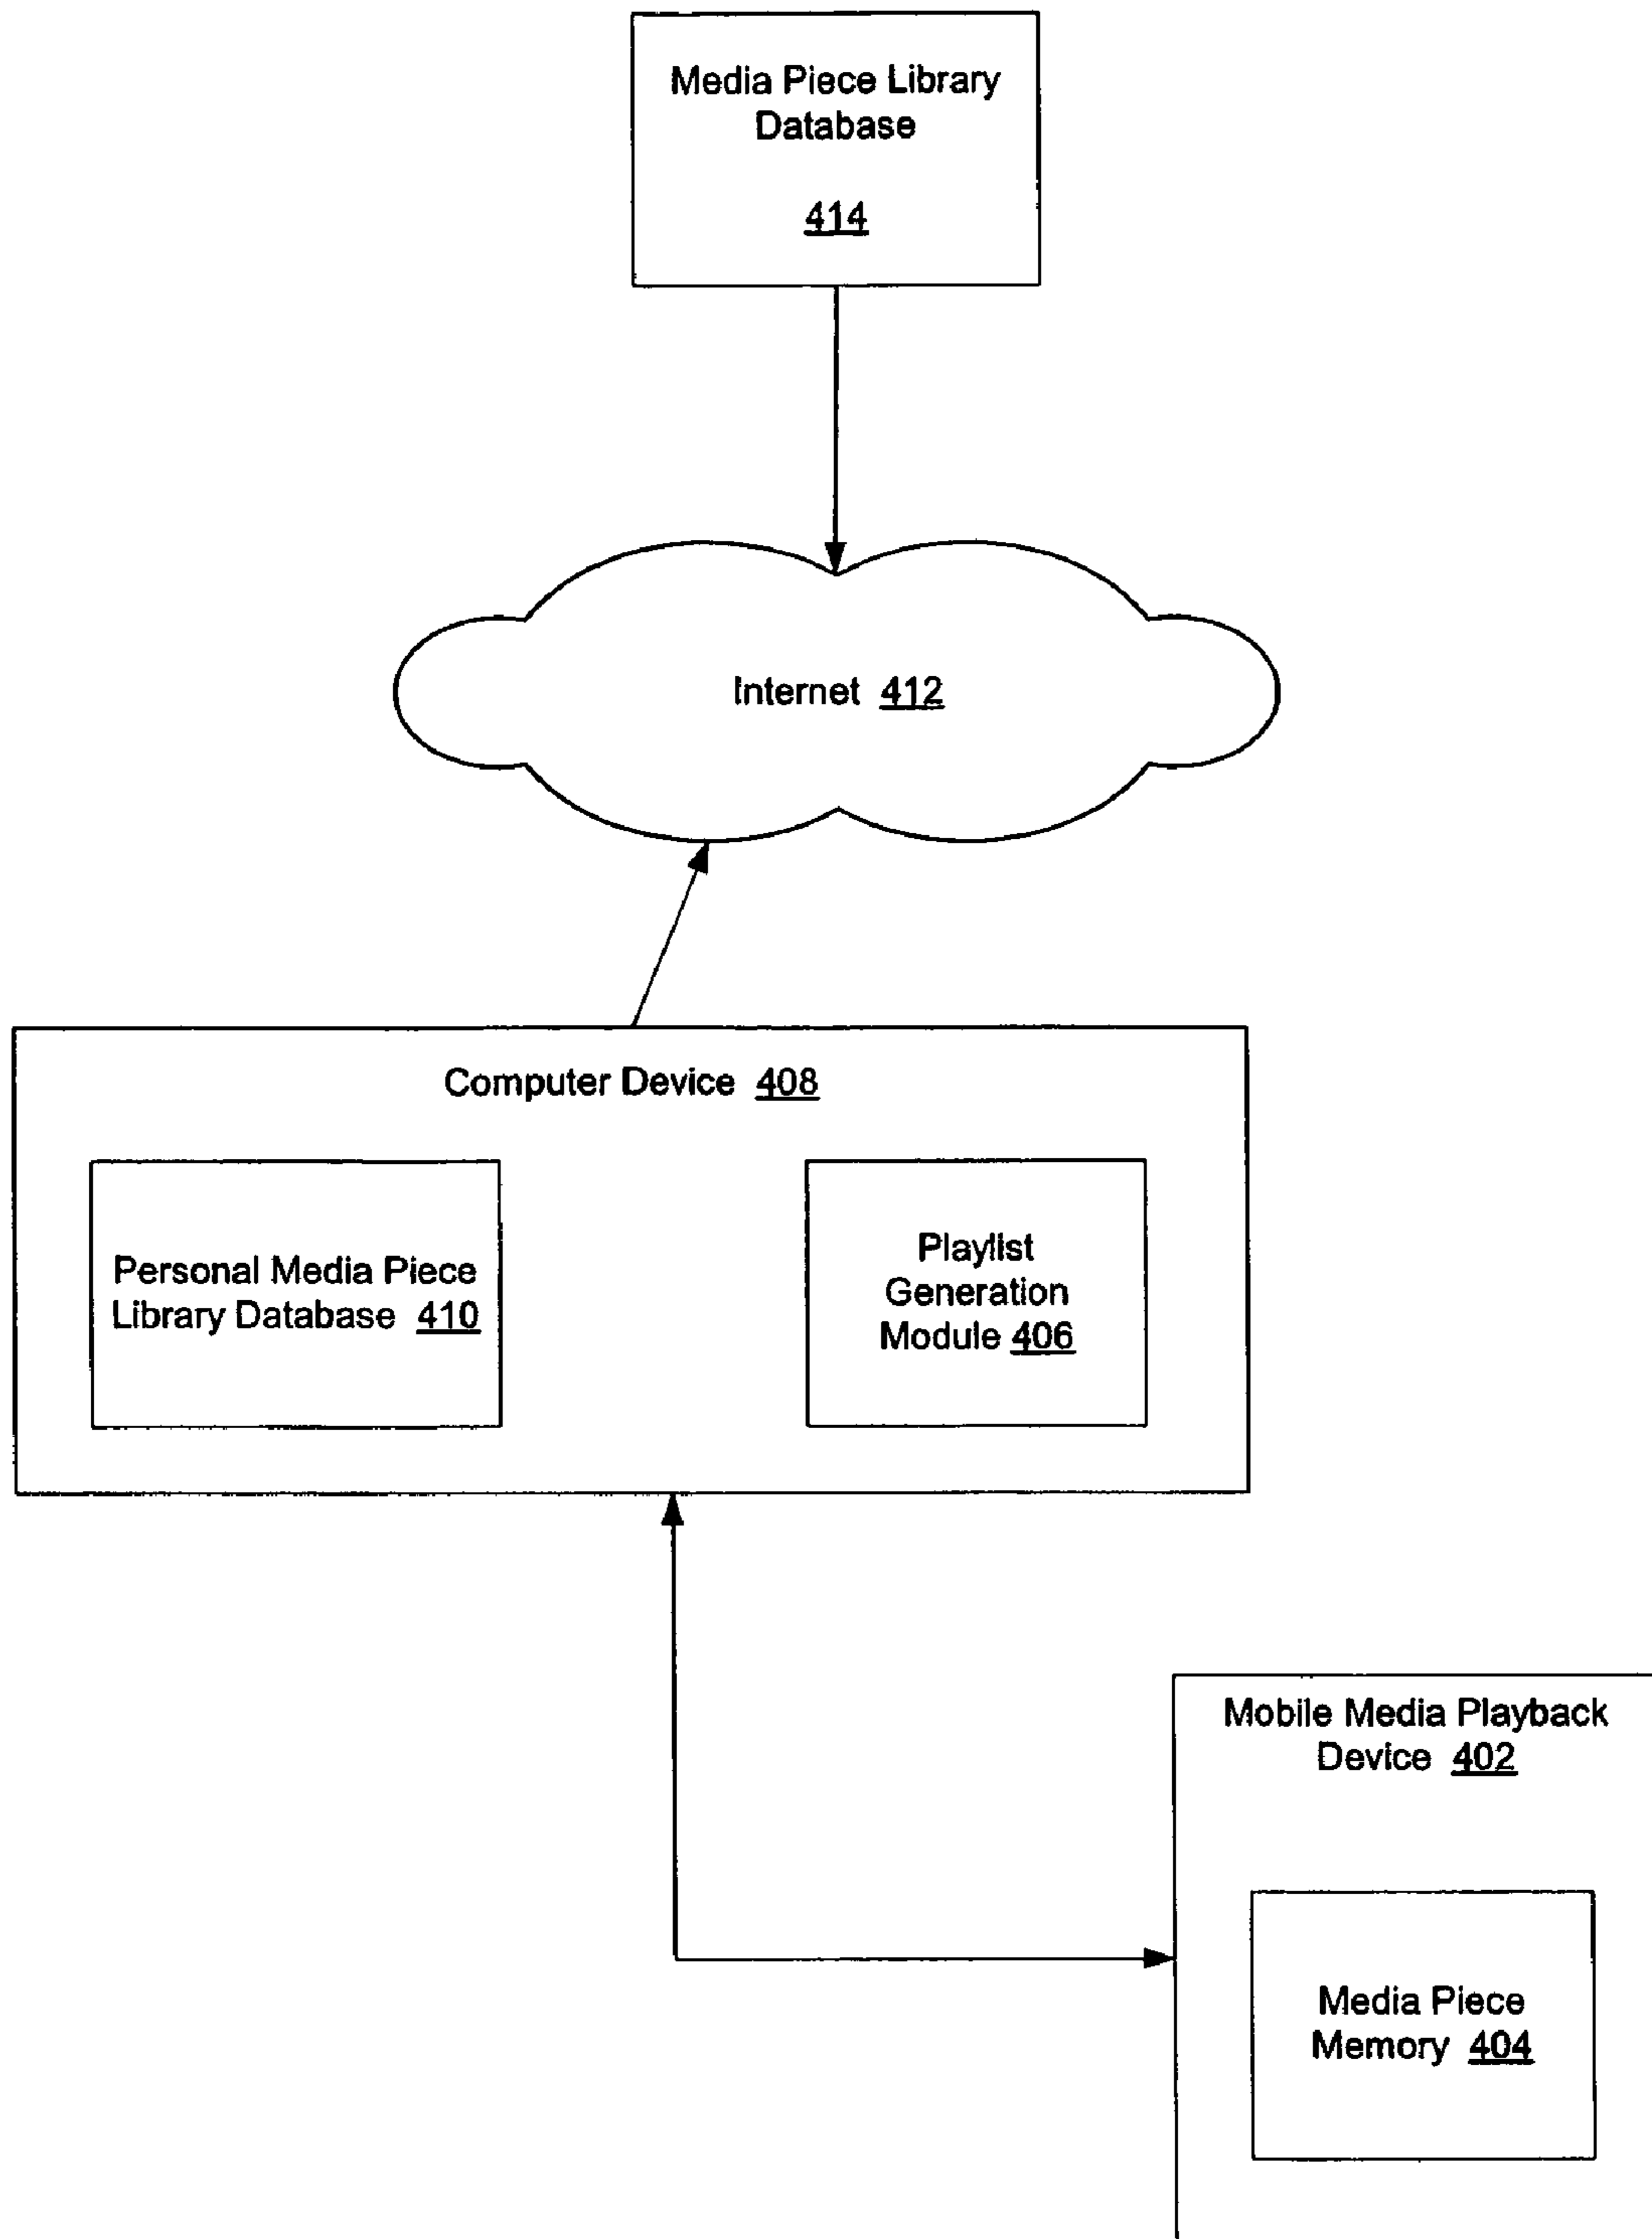 Media Piece Library
Database
414
Internet 412
Computer Device 408
Personal Media Piece
Library Database 410
Playlist
Generation
Module 406
Mobile Media Playback
Device 402
Media Piece
Memory 404